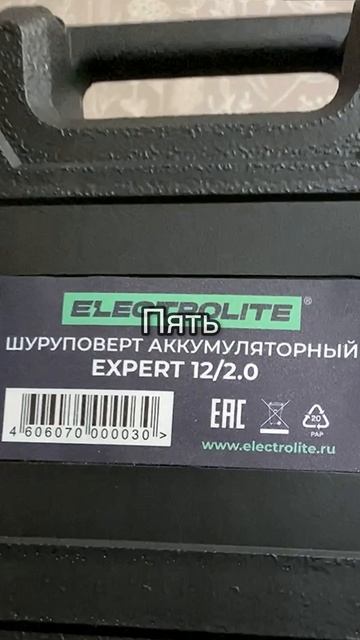 ELECTROLITE®
Пять
ШУРУПОВЕРТ АККУМУЛЯТОРНЫЙ
EXPERT 12/2.0
EAC
20
PAP
4 606070 000030 >
www.electrolite.ru